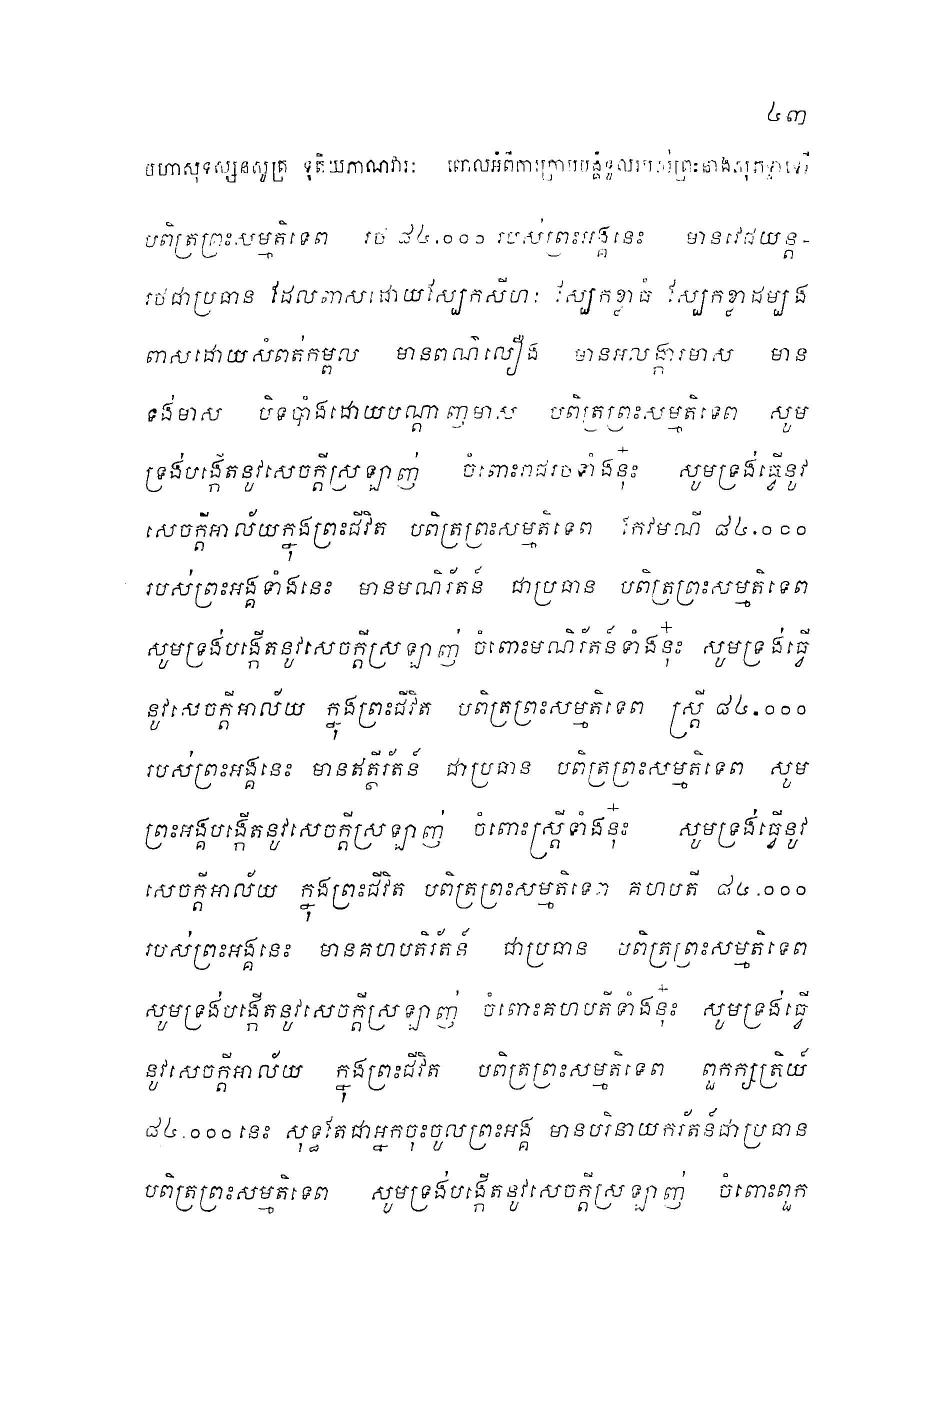 ៤៣
មហាសុទស្សនសូត្រ ទុតិយភាណវារៈ ពោលអំពីការក្រាបបង្គំទូលរបស់ព្រះនាងសុភទ្ទាទេវី
បពិត្រព្រះសម្មតិទេព រថ ៨៤.០០០ របស់ព្រះអង្គនេះ មានវេជយន្ត-
រថជាប្រធាន ដែលពាសដោយស្បែកសីហៈ ស្បែកខ្លាធំ ស្បែកខ្លាដម្បង
ពាសដោយសំពត់កម្ពល មានពណ៌លឿង មានអលង្ការមាស មាន
ទង់មាស បិទបាំងដោយបណ្តាញមាស បពិត្រព្រះសម្មតិទេព សូម
ទ្រង់បង្កើតនូវសេចក្តីស្រឡាញ់ ចំពោះរាជរថទាំងនុ៎ះ សូមទ្រង់ធ្វើនូវ
សេចក្តីអាល័យក្នុងព្រះជីវិត បពិត្រព្រះសម្មតិទេព កែវមណី ៨៤.០០០
របស់ព្រះអង្គទាំងនេះ មានមណិរ័តន៍ ជាប្រធាន បពិត្រព្រះសម្មតិទេព
សូមទ្រង់បង្កើតនូវសេចក្តីស្រឡាញ់ ចំពោះមណិរ័តន៍ទាំងនុ៎ះ សូមទ្រង់ធ្វើ
នូវសេចក្តីអាល័យ ក្នុងព្រះជីវិត បពិត្រព្រះសម្មតិទេព ស្ត្រី ៨៤.០០០
របស់ព្រះអង្គនេះ មានឥត្ថីរ័តន៍ ជាប្រធាន បពិត្រព្រះសម្មតិទេព សូម
ព្រះអង្គបង្កើតនូវសេចក្តីស្រឡាញ់ ចំពោះស្ត្រីទាំងនុ៎ះ សូមទ្រង់ធ្វើនូវ
សេចក្តីអាល័យ ក្នុងព្រះជីវិត បពិត្រព្រះសម្មតិទេព គហបតី ៨៤.០០០
របស់ព្រះអង្គនេះ មានគហបតិរ័តន៍ ជាប្រធាន បពិត្រព្រះសម្មតិទេព
សូមទ្រង់បង្កើតនូវសេចក្តីស្រឡាញ់ ចំពោះគហបតីទាំងនុ៎ះ សូមទ្រង់ធ្វើ
នូវសេចក្តីអាល័យ ក្នុងព្រះជីវិត បពិត្រព្រះសម្មតិទេព ពួកក្សត្រិយ៍
៨៤.០០០ នេះ សុទ្ធតែជាអ្នកចុះចូលព្រះអង្គ មានបរិនាយករ័តន៍ជាប្រធាន
បពិត្រព្រះសម្មតិទេព សូមទ្រង់បង្កើតនូវសេចក្តីស្រឡាញ់ ចំពោះពួក